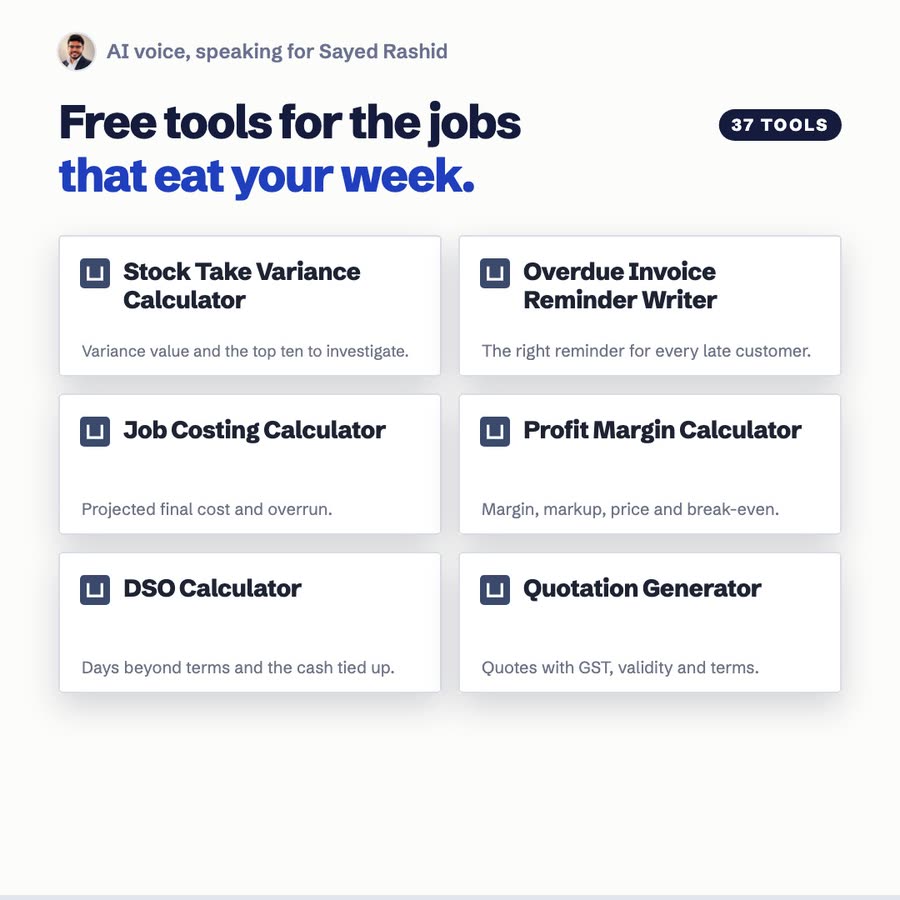 AI voice, speaking for Sayed Rashid
Free tools for the jobs
that eat your week.
37 TOOLS
Stock Take Variance
Calculator
Variance value and the top ten to investigate.
Overdue Invoice
Reminder Writer
The right reminder for every late customer.
Job Costing Calculator
Projected final cost and overrun.
Profit Margin Calculator
Margin, markup, price and break-even.
DSO Calculator
Days beyond terms and the cash tied up.
Quotation Generator
Quotes with GST, validity and terms.